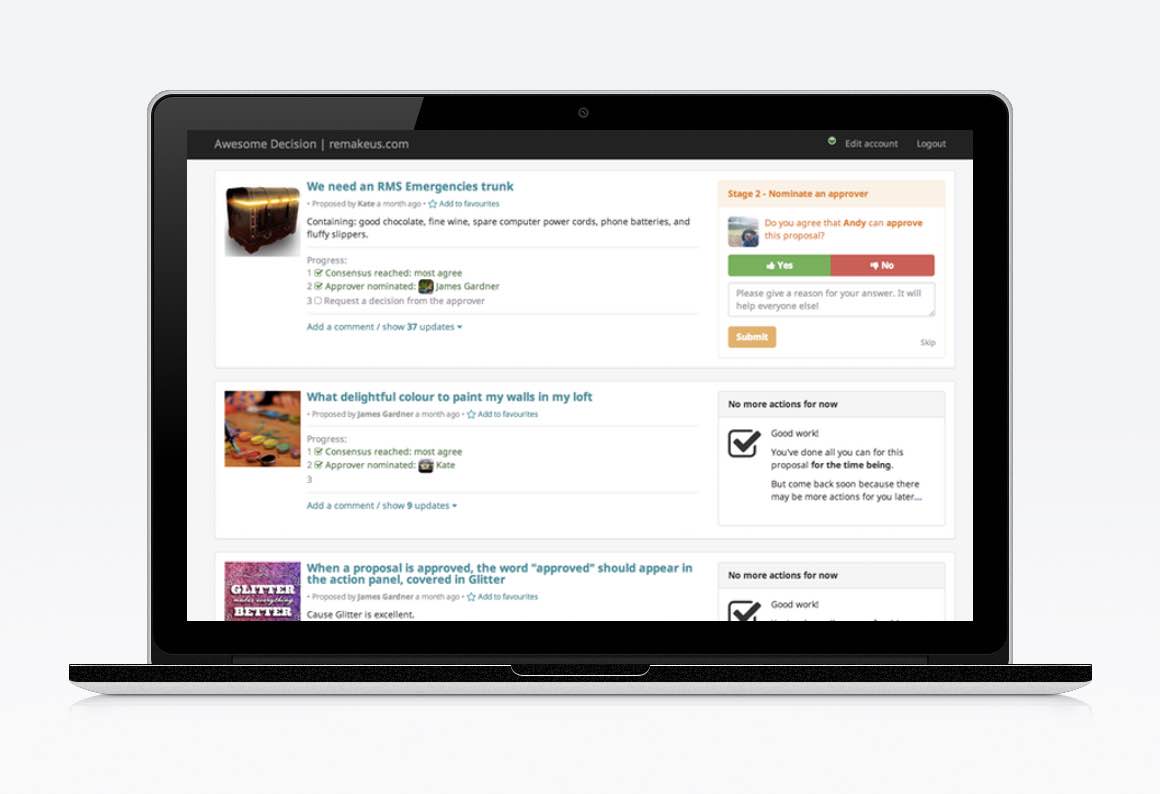 Awesome Decision | remakeus.com
Edit account
Logout
We need an RMS Emergencies trunk
• Proposed by Kate a month ago • Add to favourites
Containing: good chocolate, fine wine, spare computer power cords, phone batteries, and
fluffy slippers.
Progress:
1 Consensus reached: most agree
2 Approver nominated: James Gardner
3 Request a decision from the approver
Add a comment / show 37 updates
Stage 2 - Nominate an approver
Do you agree that Andy can approve
this proposal?
Yes
No
Please give a reason for your answer. It will
help everyone else!
Submit
Skip
What delightful colour to paint my walls in my loft
• Proposed by James Gardner a month ago • Add to favourites
Progress:
1 Consensus reached: most agree
2 Approver nominated: Kate
3
Add a comment / show 9 updates
No more actions for now
Good work!
You've done all you can for this
proposal for the time being.
But come back soon because there
may be more actions for you later...
GLITTER
makes everything
BETTER
When a proposal is approved, the word "approved" should appear in
the action panel, covered in Glitter
• Proposed by James Gardner a month ago • Add to favourites
Cause Glitter is excellent.
No more actions for now
Good work!